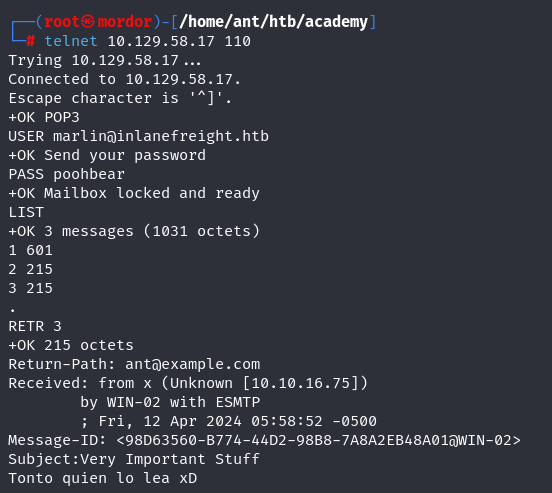 ┌──(root㉿mordor)-[/home/ant/htb/academy]
└─# telnet 10.129.58.17 110
Trying 10.129.58.17...
Connected to 10.129.58.17.
Escape character is '^]'.
+OK POP3
USER marlin@inlanefreight.htb
+OK Send your password
PASS poohbear
+OK Mailbox locked and ready
LIST
+OK 3 messages (1031 octets)
1 601
2 215
3 215
.
RETR 3
+OK 215 octets
Return-Path: ant@example.com
Received: from x (Unknown [10.10.16.75])
        by WIN-02 with ESMTP
        ; Fri, 12 Apr 2024 05:58:52 -0500
Message-ID: <98D63560-B774-44D2-98B8-7A8A2EB48A01@WIN-02>
Subject:Very Important Stuff
Tonto quien lo lea xD